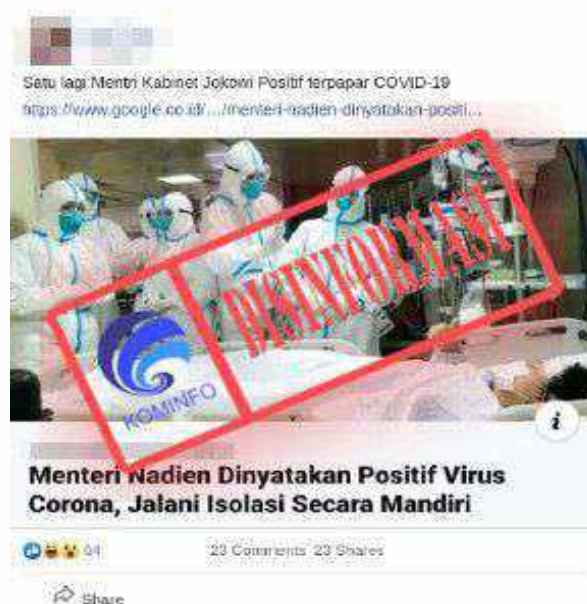 Satu lagi Mentri Kabinet Jokowi Positif terpapar COVID-19
https://www.google.co.id/.../menteri-nadien-dinyatakan-positi...
DISINFORMASI
KOMINFO
i
Menteri Nadien Dinyatakan Positif Virus
Corona, Jalani Isolasi Secara Mandiri
23 Comments 23 Shares
Share